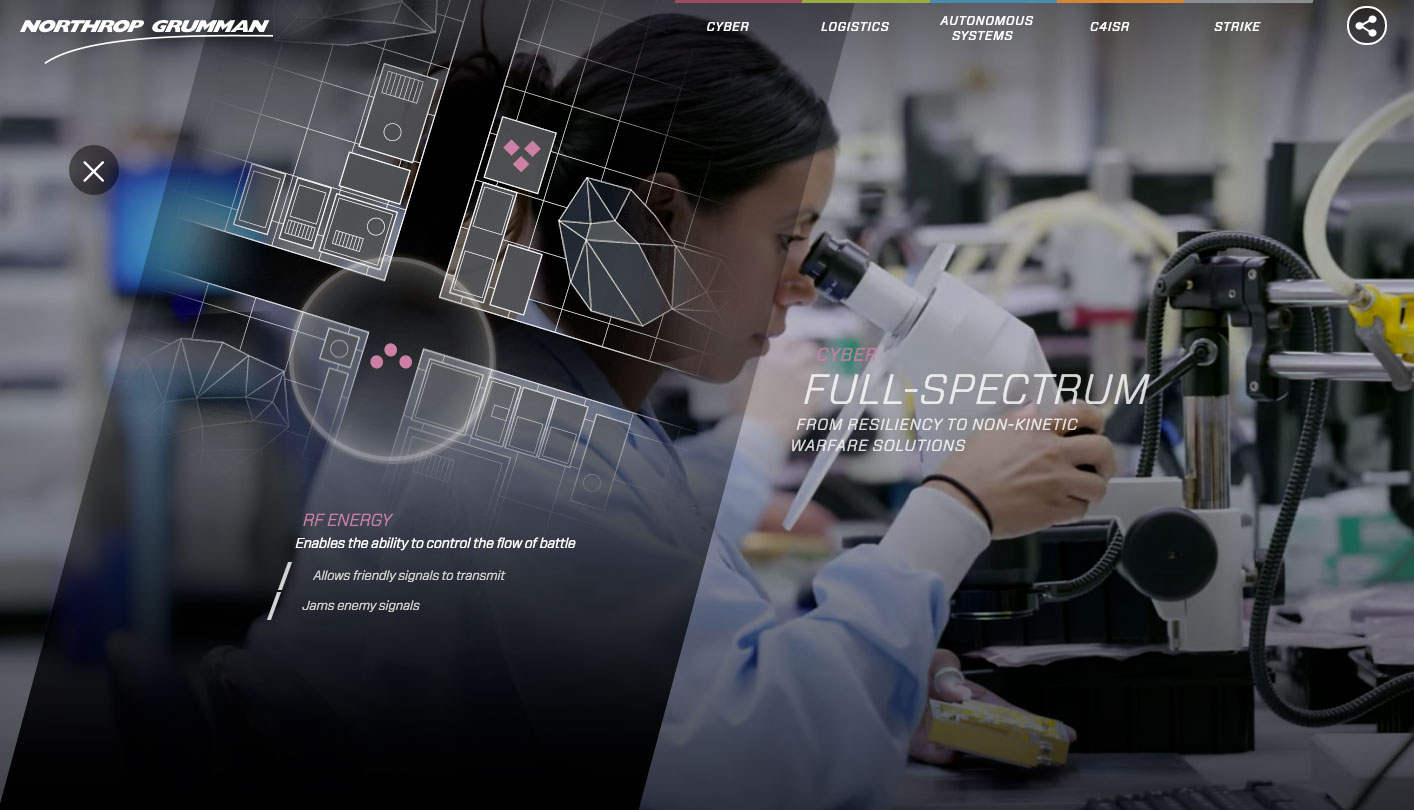 NORTHROP GRUMMAN
CYBER
LOGISTICS
AUTONOMOUS
SYSTEMS
C4ISR
STRIKE
CYBER
FULL-SPECTRUM
FROM RESILIENCY TO NON-KINETIC
WARFARE SOLUTIONS
RF ENERGY
Enables the ability to control the flow of battle
Allows friendly signals to transmit
Jams enemy signals